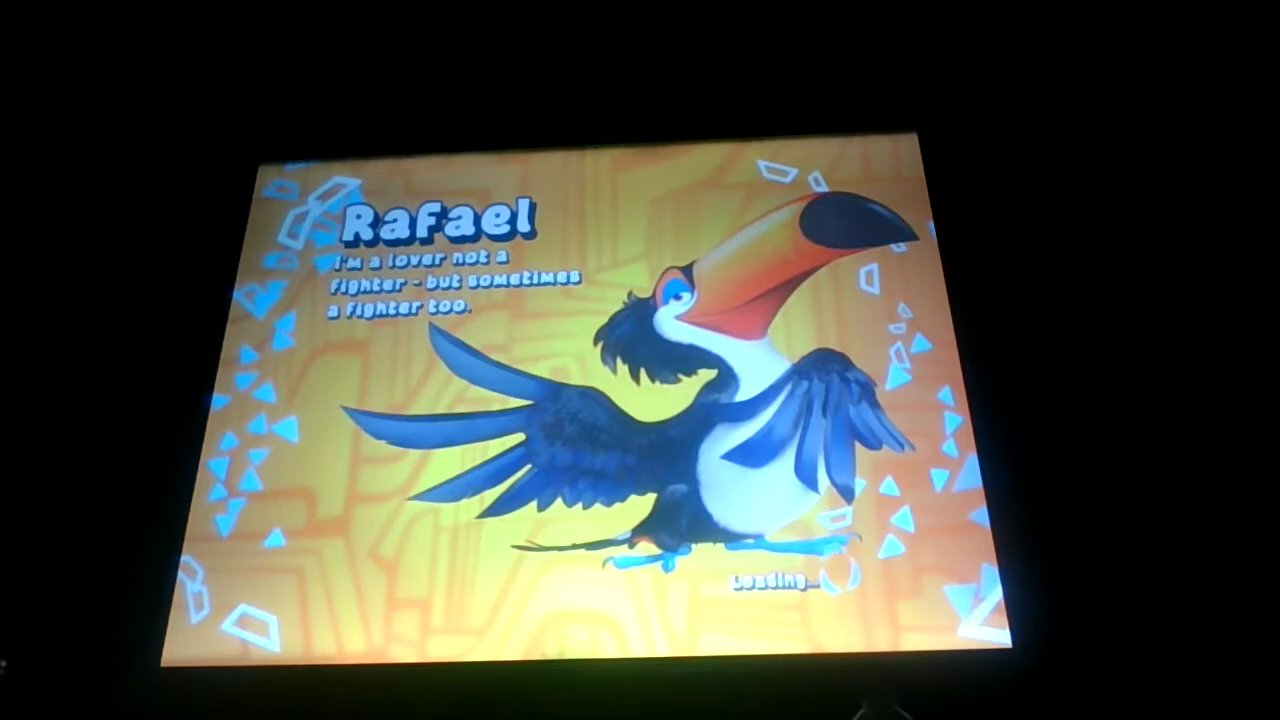 Rafael
I'm a lover not a
fighter - but sometimes
a fighter too.
Loading...